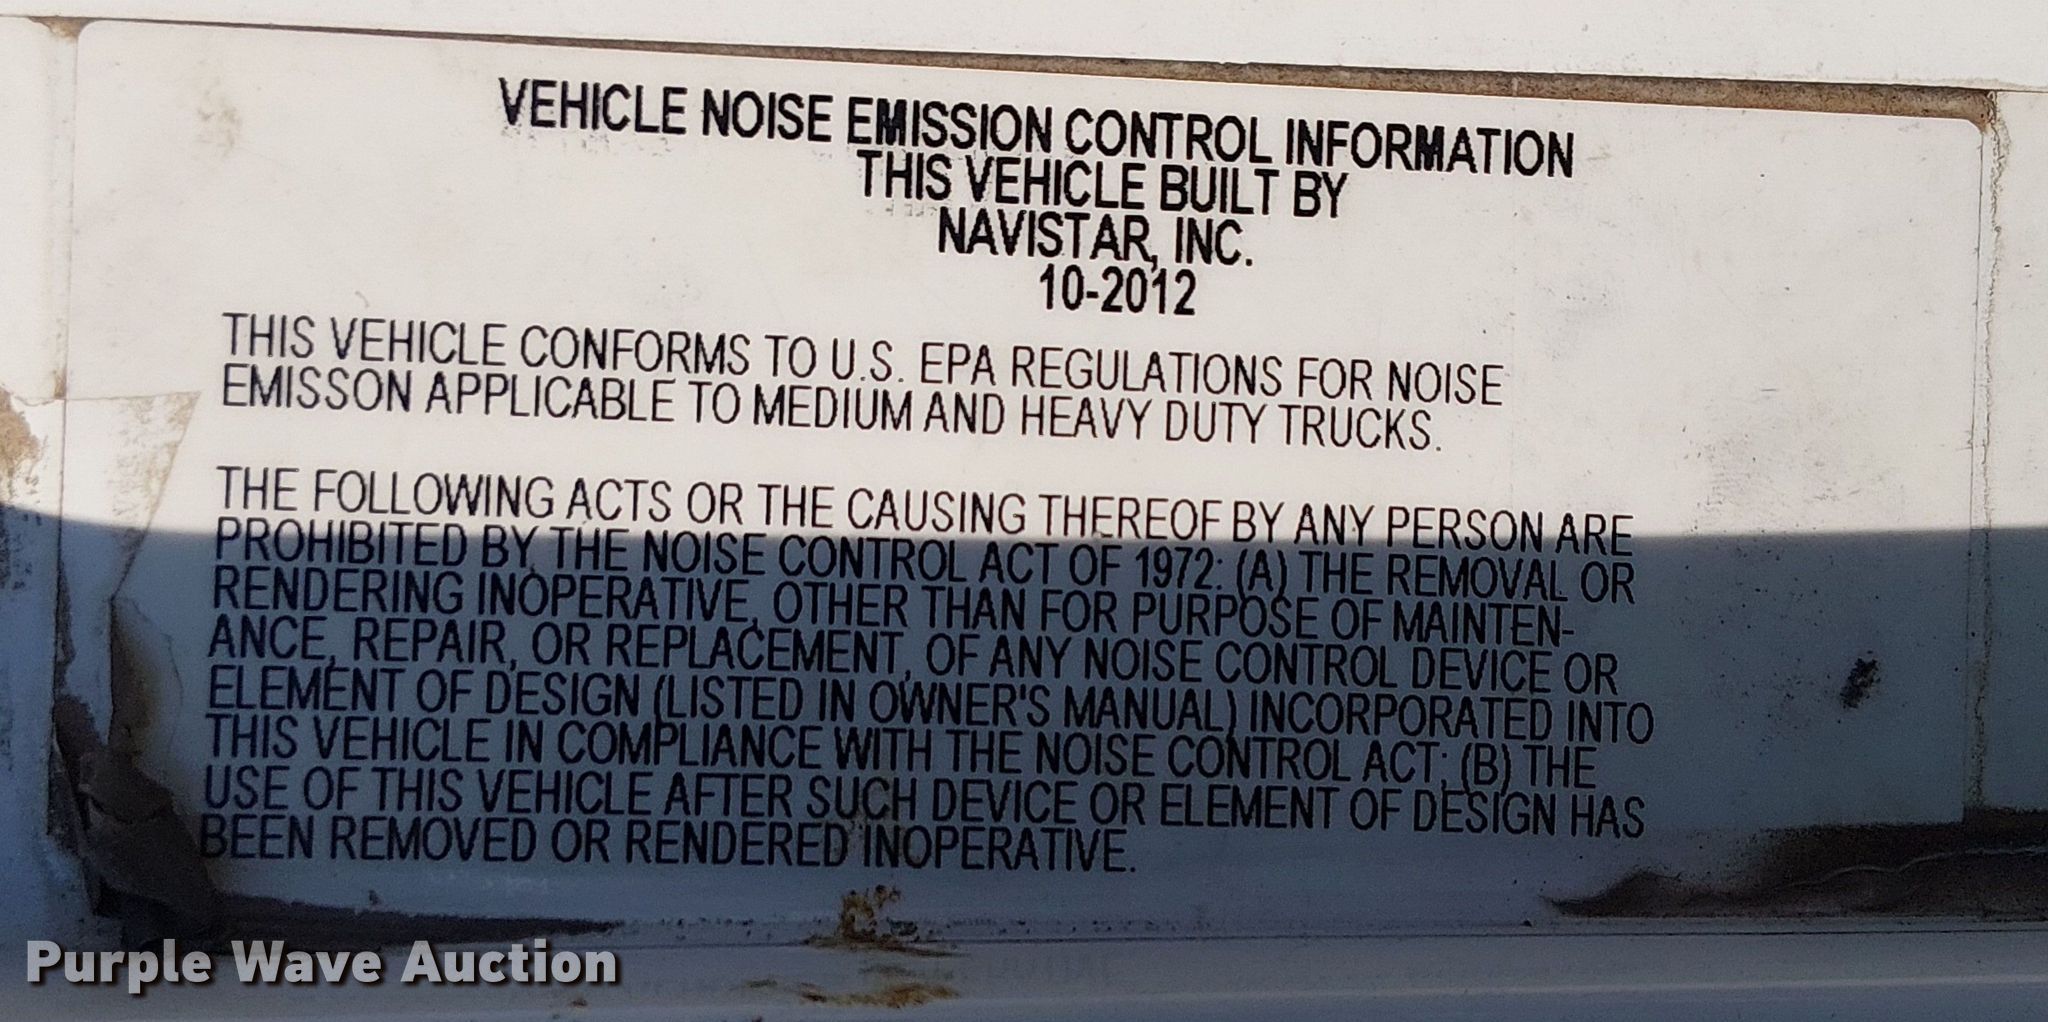 VEHICLE NOISE EMISSION CONTROL INFORMATION
THIS VEHICLE BUILT BY
NAVISTAR, INC.
10-2012
THIS VEHICLE CONFORMS TO U.S. EPA REGULATIONS FOR NOISE
EMISSON APPLICABLE TO MEDIUM AND HEAVY DUTY TRUCKS.
THE FOLLOWING ACTS OR THE CAUSING THEREOF BY ANY PERSON ARE
PROHIBITED BY THE NOISE CONTROL ACT OF 1972: (A) THE REMOVAL OR
RENDERING INOPERATIVE, OTHER THAN FOR PURPOSE OF MAINTEN-
ANCE, REPAIR, OR REPLACEMENT, OF ANY NOISE CONTROL DEVICE OR
ELEMENT OF DESIGN (LISTED IN OWNER'S MANUAL) INCORPORATED INTO
THIS VEHICLE IN COMPLIANCE WITH THE NOISE CONTROL ACT; (B) THE
USE OF THIS VEHICLE AFTER SUCH DEVICE OR ELEMENT OF DESIGN HAS
BEEN REMOVED OR RENDERED INOPERATIVE.
Purple Wave Auction